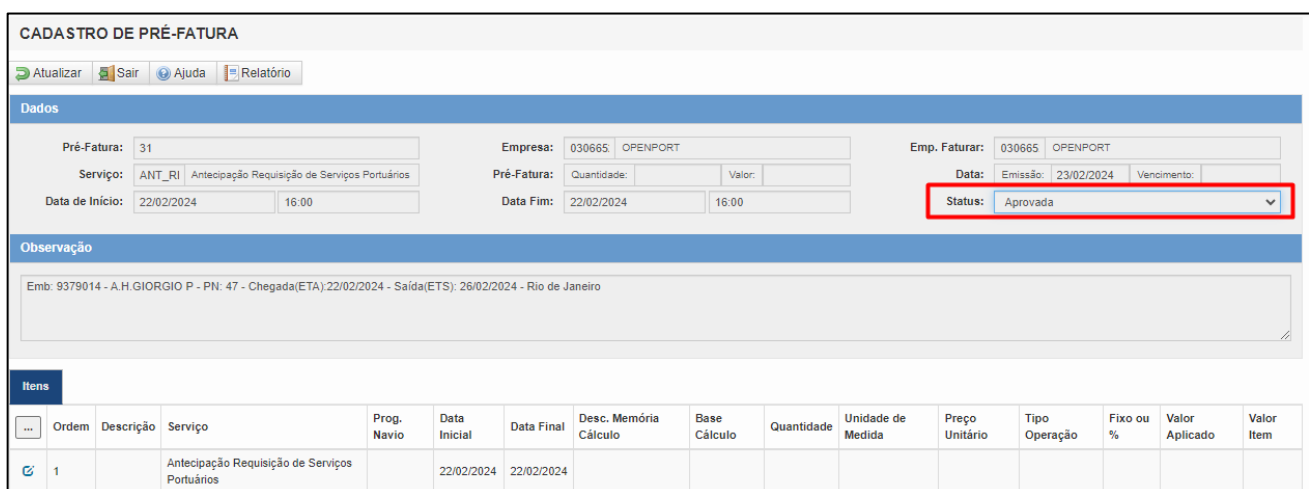 CADASTRO DE PRÉ-FATURA
Atualizar Sair Ajuda Relatório
Dados
Pré-Fatura: 31 Empresa: 030665. OPENPORT Emp. Faturar: 030665 OPENPORT
Serviço: ANT_RI Antecipação Requisição de Serviços Portuários Pré-Fatura: Quantidade: Valor: Data: Emissão: 23/02/2024 Vencimento:
Data de Início: 22/02/2024 16:00 Data Fim: 22/02/2024 16:00 Status: Aprovada
Observação
Emb: 9379014 - A.H.GIORGIO P - PN: 47 - Chegada(ETA):22/02/2024 - Saída(ETS): 26/02/2024 - Rio de Janeiro
Itens
... Ordem Descrição Serviço Prog. Navio Data Inicial Data Final Desc. Memória Cálculo Base Cálculo Quantidade Unidade de Medida Preço Unitário Tipo Operação Fixo ou % Valor Aplicado Valor Item
1 Antecipação Requisição de Serviços Portuários 22/02/2024 22/02/2024